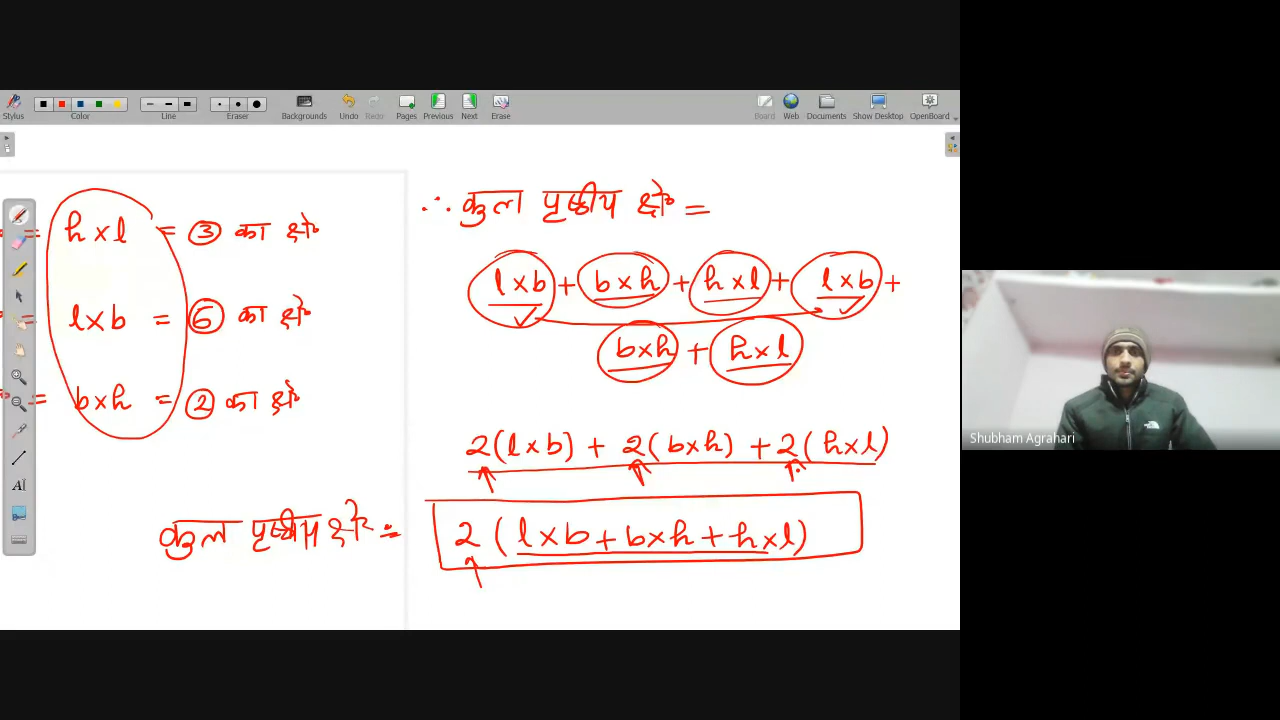 Stylus Color Line Eraser Backgrounds Undo Redo Pages Previous Next Erase Board Web Documents Show Desktop OpenBoard
= h×l = ③ का क्षे०
= l×b = ⑥ का क्षे०
= b×h = ② का क्षे०
∴ कुल पृष्ठीय क्षे० =
l×b + b×h + h×l + l×b +
b×h + h×l
2(l×b) + 2(b×h) + 2(h×l)
कुल पृष्ठीय क्षे० = 2(l×b + b×h + h×l)
Shubham Agrahari